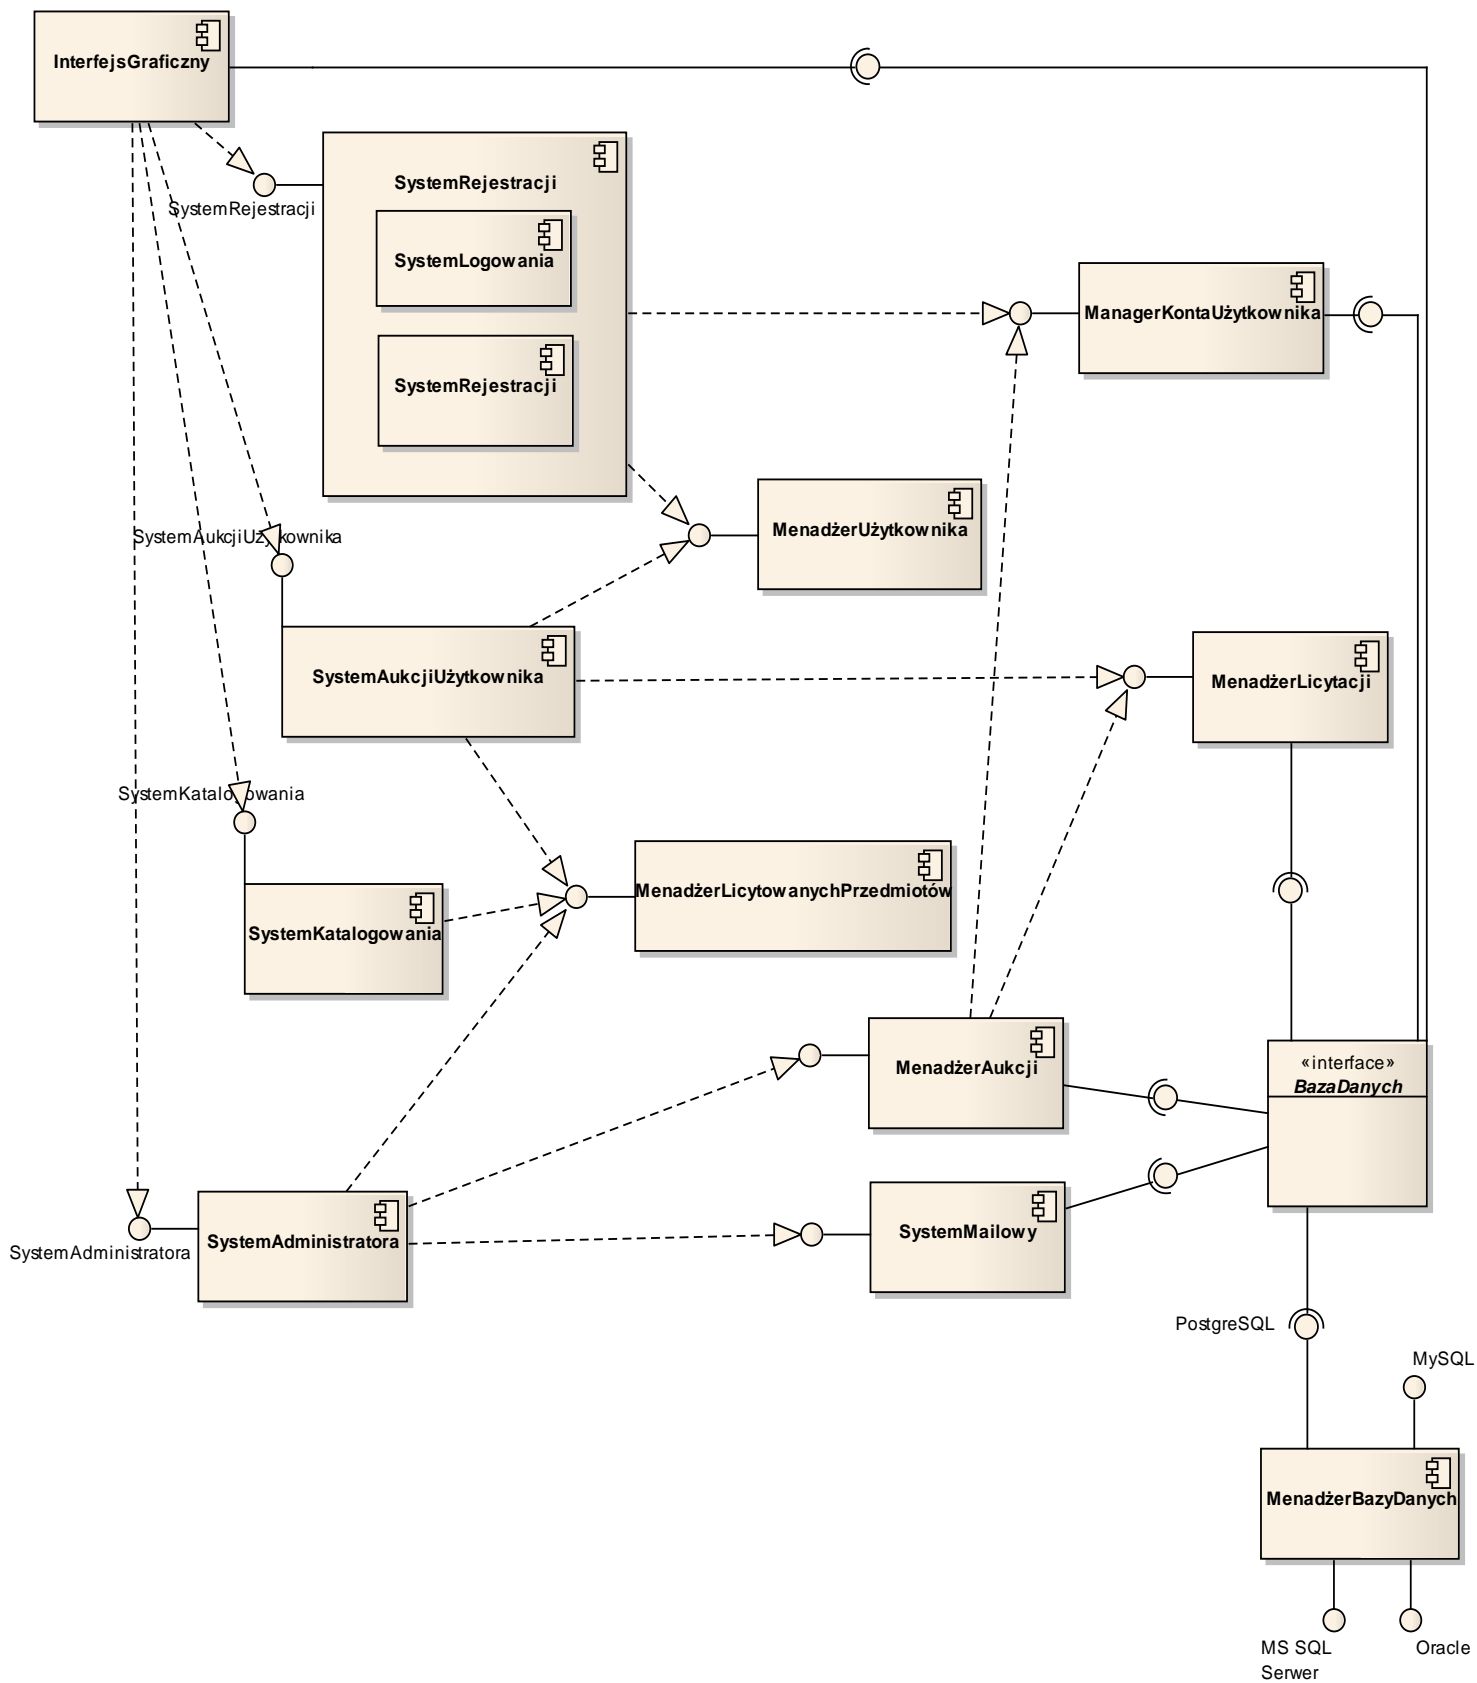 InterfejsGraficzny
SystemRejestracji
SystemRejestracji
SystemLogowania
ManagerKontaUżytkownika
SystemRejestracji
MenadżerUżytkownika
SystemAukcjiUżytkownika
SystemAukcjiUżytkownika
MenadżerLicytacji
SystemKatalogowania
MenadżerLicytowanychPrzedmiotów
SystemKatalogowania
«interface»
BazaDanych
MenadżerAukcji
SystemAdministratora
SystemAdministratora
SystemMailowy
PostgreSQL
MySQL
MenadżerBazyDanych
MS SQL
Serwer
Oracle